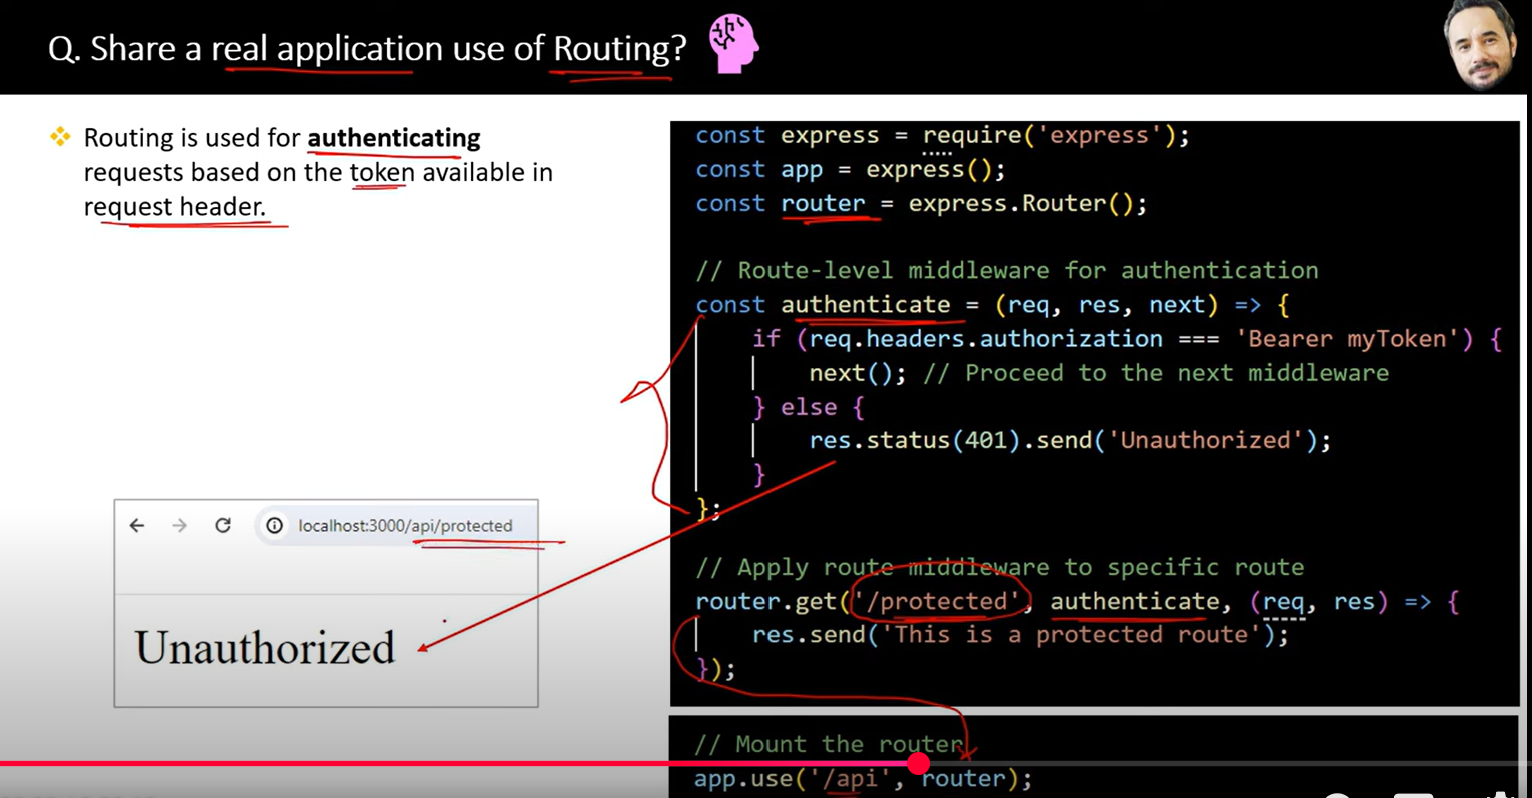 Q. Share a real application use of Routing?
Routing is used for authenticating
requests based on the token available in
request header.
localhost:3000/api/protected
Unauthorized
const express = require('express');
const app = express();
const router = express.Router();
// Route-level middleware for authentication
const authenticate = (req, res, next) => {
if (req.headers.authorization === 'Bearer myToken') {
next(); // Proceed to the next middleware
} else {
res.status(401).send('Unauthorized');
}
};
// Apply route middleware to specific route
router.get('/protected', authenticate, (req, res) => {
res.send('This is a protected route');
});
// Mount the router
app.use('/api', router);